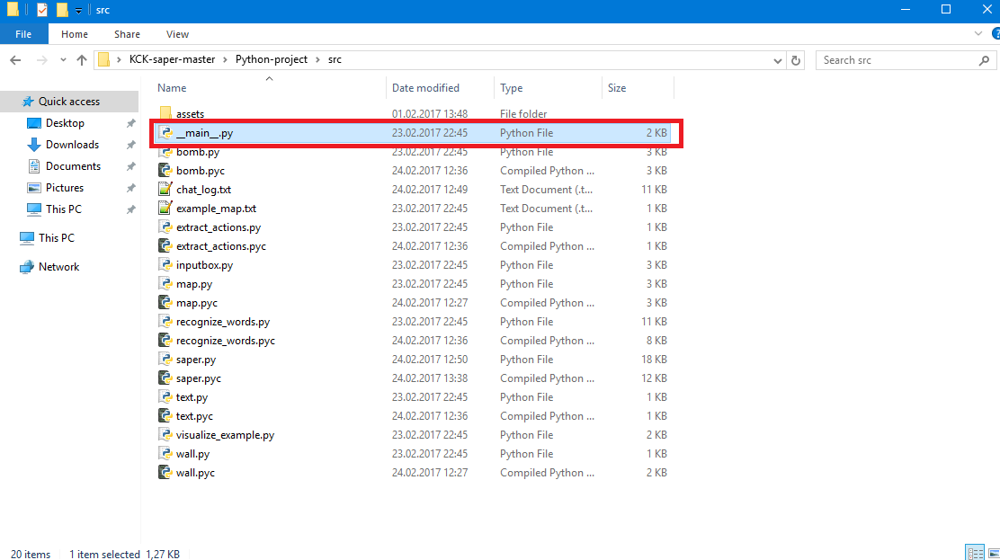 src
File Home Share View
KCK-saper-master Python-project src Search src
Name Date modified Type Size
Quick access
Desktop
Downloads
Documents
Pictures
This PC
This PC
Network
assets 01.02.2017 13:48 File folder
__main__.py 23.02.2017 22:45 Python File 2 KB
bomb.py 23.02.2017 22:45 Python File 3 KB
bomb.pyc 24.02.2017 12:36 Compiled Python ... 3 KB
chat_log.txt 24.02.2017 12:49 Text Document (.t... 11 KB
example_map.txt 23.02.2017 22:45 Text Document (.t... 1 KB
extract_actions.py 23.02.2017 22:45 Python File 1 KB
extract_actions.pyc 24.02.2017 12:36 Compiled Python ... 1 KB
inputbox.py 23.02.2017 22:45 Python File 3 KB
map.py 23.02.2017 22:45 Python File 3 KB
map.pyc 24.02.2017 12:27 Compiled Python ... 3 KB
recognize_words.py 23.02.2017 22:45 Python File 11 KB
recognize_words.pyc 24.02.2017 12:36 Compiled Python ... 8 KB
saper.py 24.02.2017 12:50 Python File 18 KB
saper.pyc 24.02.2017 13:38 Compiled Python ... 12 KB
text.py 23.02.2017 22:45 Python File 1 KB
text.pyc 24.02.2017 12:36 Compiled Python ... 1 KB
visualize_example.py 23.02.2017 22:45 Python File 2 KB
wall.py 23.02.2017 22:45 Python File 1 KB
wall.pyc 24.02.2017 12:27 Compiled Python ... 2 KB
20 items 1 item selected 1,27 KB